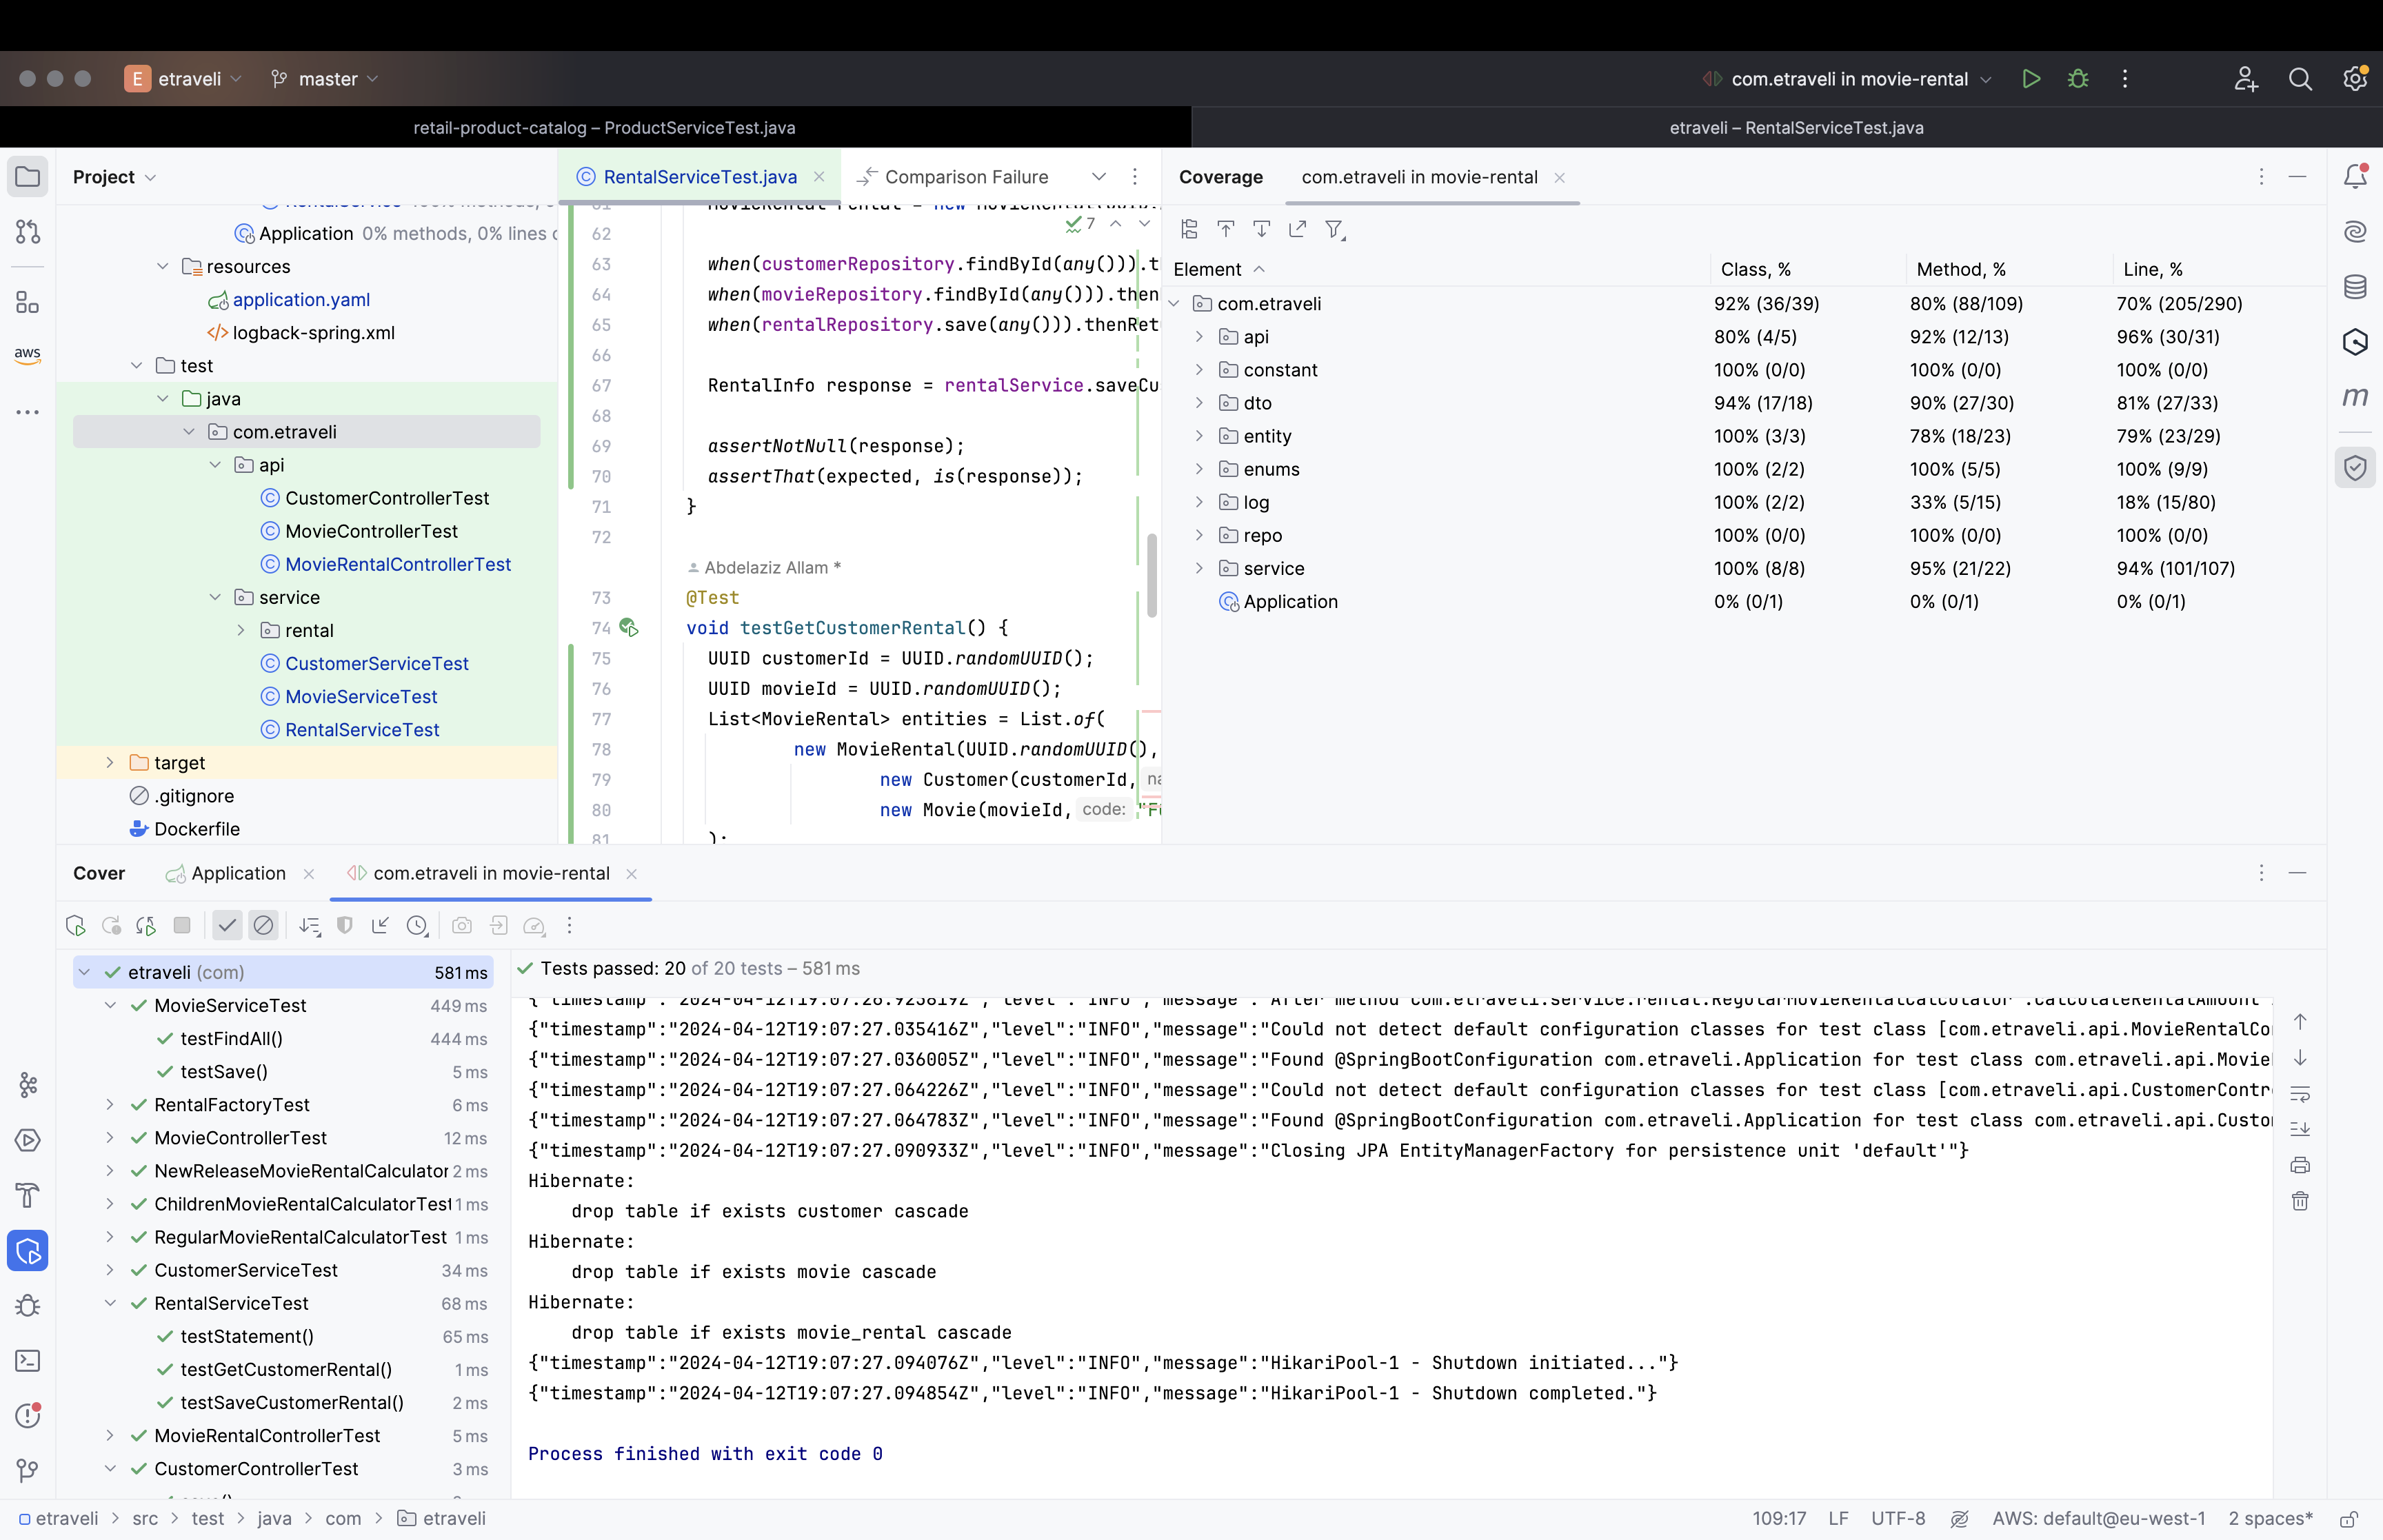 E etraveli master com.etraveli in movie-rental
retail-product-catalog – ProductServiceTest.java etraveli – RentalServiceTest.java
Project
Application 0% methods, 0% lines
resources
application.yaml
logback-spring.xml
aws
test
java
com.etraveli
api
CustomerControllerTest
MovieControllerTest
MovieRentalControllerTest
service
rental
CustomerServiceTest
MovieServiceTest
RentalServiceTest
target
.gitignore
Dockerfile
RentalServiceTest.java Comparison Failure
7
62
63 when(customerRepository.findById(any())).t
64 when(movieRepository.findById(any())).then
65 when(rentalRepository.save(any())).thenRet
66
67 RentalInfo response = rentalService.saveCu
68
69 assertNotNull(response);
70 assertThat(expected, is(response));
71 }
72
Abdelaziz Allam *
73 @Test
74 void testGetCustomerRental() {
75 UUID customerId = UUID.randomUUID();
76 UUID movieId = UUID.randomUUID();
77 List<MovieRental> entities = List.of(
78 new MovieRental(UUID.randomUUID(),
79 new Customer(customerId, na
80 new Movie(movieId, code: "Fu
81 );
Coverage com.etraveli in movie-rental
Element Class, % Method, % Line, %
com.etraveli 92% (36/39) 80% (88/109) 70% (205/290)
api 80% (4/5) 92% (12/13) 96% (30/31)
constant 100% (0/0) 100% (0/0) 100% (0/0)
dto 94% (17/18) 90% (27/30) 81% (27/33)
entity 100% (3/3) 78% (18/23) 79% (23/29)
enums 100% (2/2) 100% (5/5) 100% (9/9)
log 100% (2/2) 33% (5/15) 18% (15/80)
repo 100% (0/0) 100% (0/0) 100% (0/0)
service 100% (8/8) 95% (21/22) 94% (101/107)
Application 0% (0/1) 0% (0/1) 0% (0/1)
m
Cover Application com.etraveli in movie-rental
etraveli (com) 581 ms
MovieServiceTest 449 ms
testFindAll() 444 ms
testSave() 5 ms
RentalFactoryTest 6 ms
MovieControllerTest 12 ms
NewReleaseMovieRentalCalculator 2 ms
ChildrenMovieRentalCalculatorTest 1 ms
RegularMovieRentalCalculatorTest 1 ms
CustomerServiceTest 34 ms
RentalServiceTest 68 ms
testStatement() 65 ms
testGetCustomerRental() 1 ms
testSaveCustomerRental() 2 ms
MovieRentalControllerTest 5 ms
CustomerControllerTest 3 ms
Tests passed: 20 of 20 tests – 581 ms
{"timestamp":"2024-04-12T19:07:27.035416Z","level":"INFO","message":"Could not detect default configuration classes for test class [com.etraveli.api.MovieRentalCo
{"timestamp":"2024-04-12T19:07:27.036005Z","level":"INFO","message":"Found @SpringBootConfiguration com.etraveli.Application for test class com.etraveli.api.Movie
{"timestamp":"2024-04-12T19:07:27.064226Z","level":"INFO","message":"Could not detect default configuration classes for test class [com.etraveli.api.CustomerContr
{"timestamp":"2024-04-12T19:07:27.064783Z","level":"INFO","message":"Found @SpringBootConfiguration com.etraveli.Application for test class com.etraveli.api.Custo
{"timestamp":"2024-04-12T19:07:27.090933Z","level":"INFO","message":"Closing JPA EntityManagerFactory for persistence unit 'default'"}
Hibernate:
drop table if exists customer cascade
Hibernate:
drop table if exists movie cascade
Hibernate:
drop table if exists movie_rental cascade
{"timestamp":"2024-04-12T19:07:27.094076Z","level":"INFO","message":"HikariPool-1 - Shutdown initiated..."}
{"timestamp":"2024-04-12T19:07:27.094854Z","level":"INFO","message":"HikariPool-1 - Shutdown completed."}
Process finished with exit code 0
etraveli > src > test > java > com > etraveli 109:17 LF UTF-8 AWS: default@eu-west-1 2 spaces*